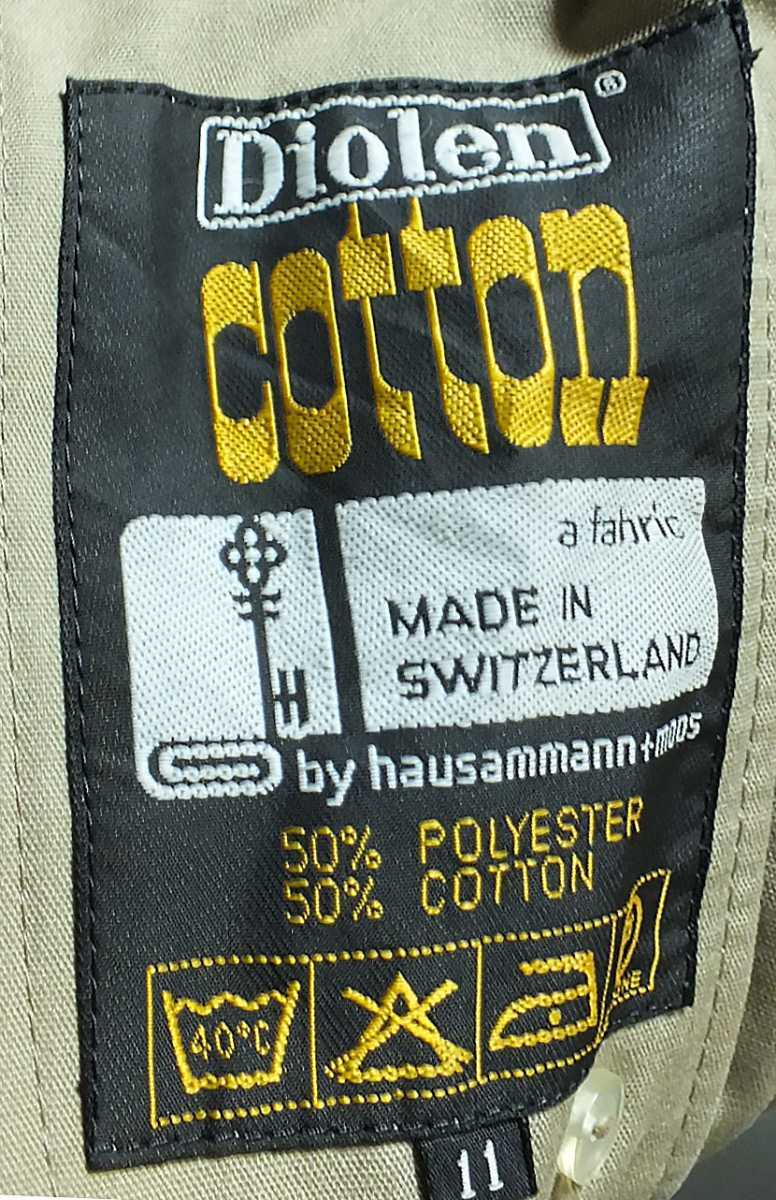 Diolen ®
cotton
a fabric
MADE IN
SWITZERLAND
H
by hausammann+moos
50% POLYESTER
50% COTTON
40°C
11